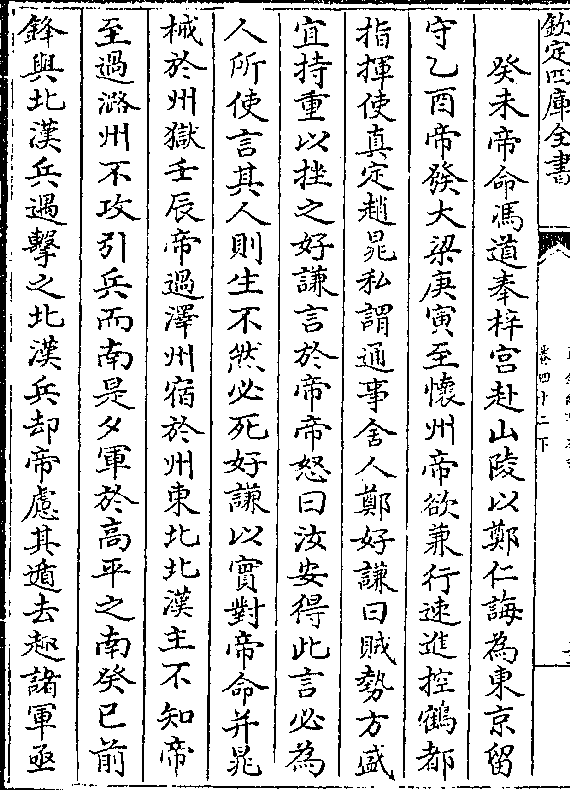 欽定四庫全書
卷四十二下
癸未帝命馮道奉梓宮赴山陵以鄭仁誨為東京留
守乙酉帝發大梁庚寅至懷州帝欲兼行速進控鶴都
指揮使真定趙晁私謂通事舍人鄭好謙曰賊勢方盛
宜持重以挫之好謙言於帝帝怒曰汝安得此言必為
人所使言其人則生不然必死好謙以實對帝命并晁
械於州獄壬辰帝過澤州宿於州東北北漢主不知帝
至過潞州不攻引兵而南是夕軍於高平之南癸巳前
鋒與北漢兵遇擊之北漢兵却帝慮其遁去趣諸軍亟